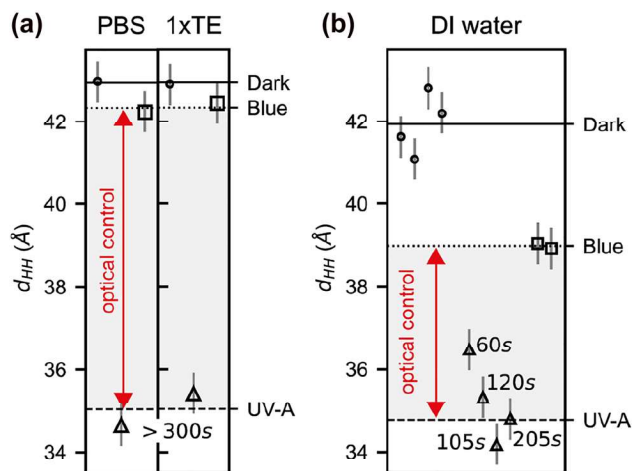 (a)
PBS
1xTE
d_HH (Å)
42
40
38
36
34
optical control
> 300s
Dark
Blue
UV-A
(b)
DI water
d_HH (Å)
42
40
38
36
34
optical control
60s
120s
105s
205s
Dark
Blue
UV-A